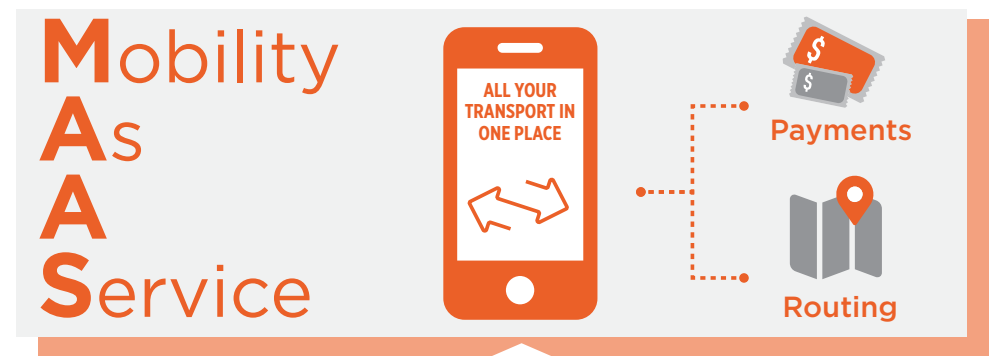 Mobility
As
A
Service
ALL YOUR
TRANSPORT IN
ONE PLACE
$
$
Payments
Routing